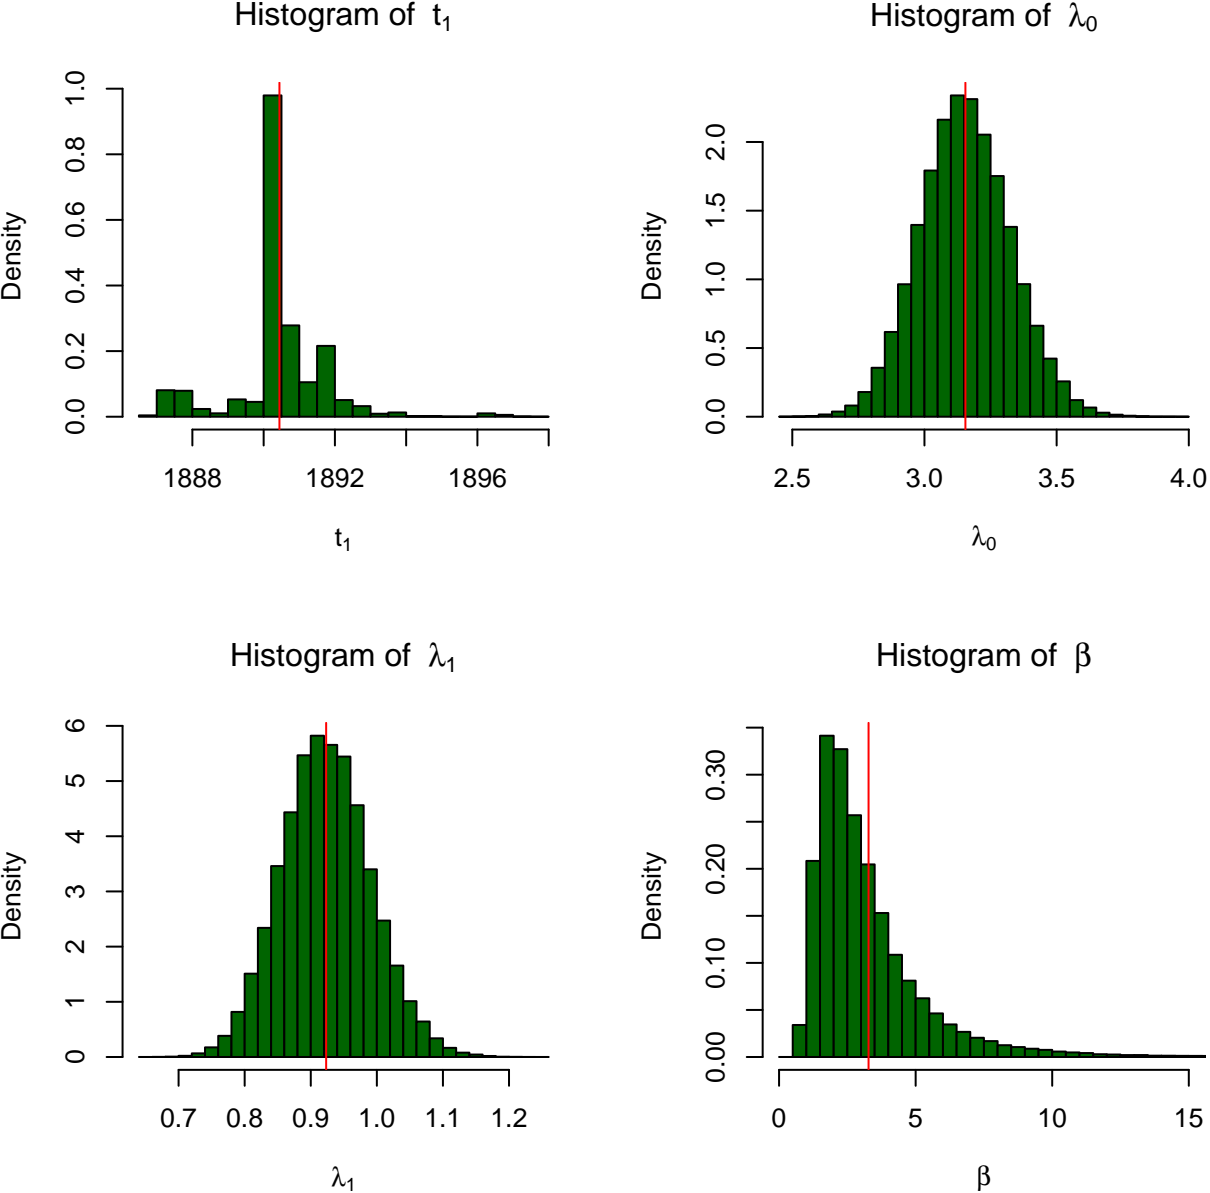 Histogram of t₁
Density
0.0 0.2 0.4 0.6 0.8 1.0
1888 1892 1896
t₁
Histogram of λ₀
Density
0.0 0.5 1.0 1.5 2.0
2.5 3.0 3.5 4.0
λ₀
Histogram of λ₁
Density
0 1 2 3 4 5 6
0.7 0.8 0.9 1.0 1.1 1.2
λ₁
Histogram of β
Density
0.00 0.10 0.20 0.30
0 5 10 15
β